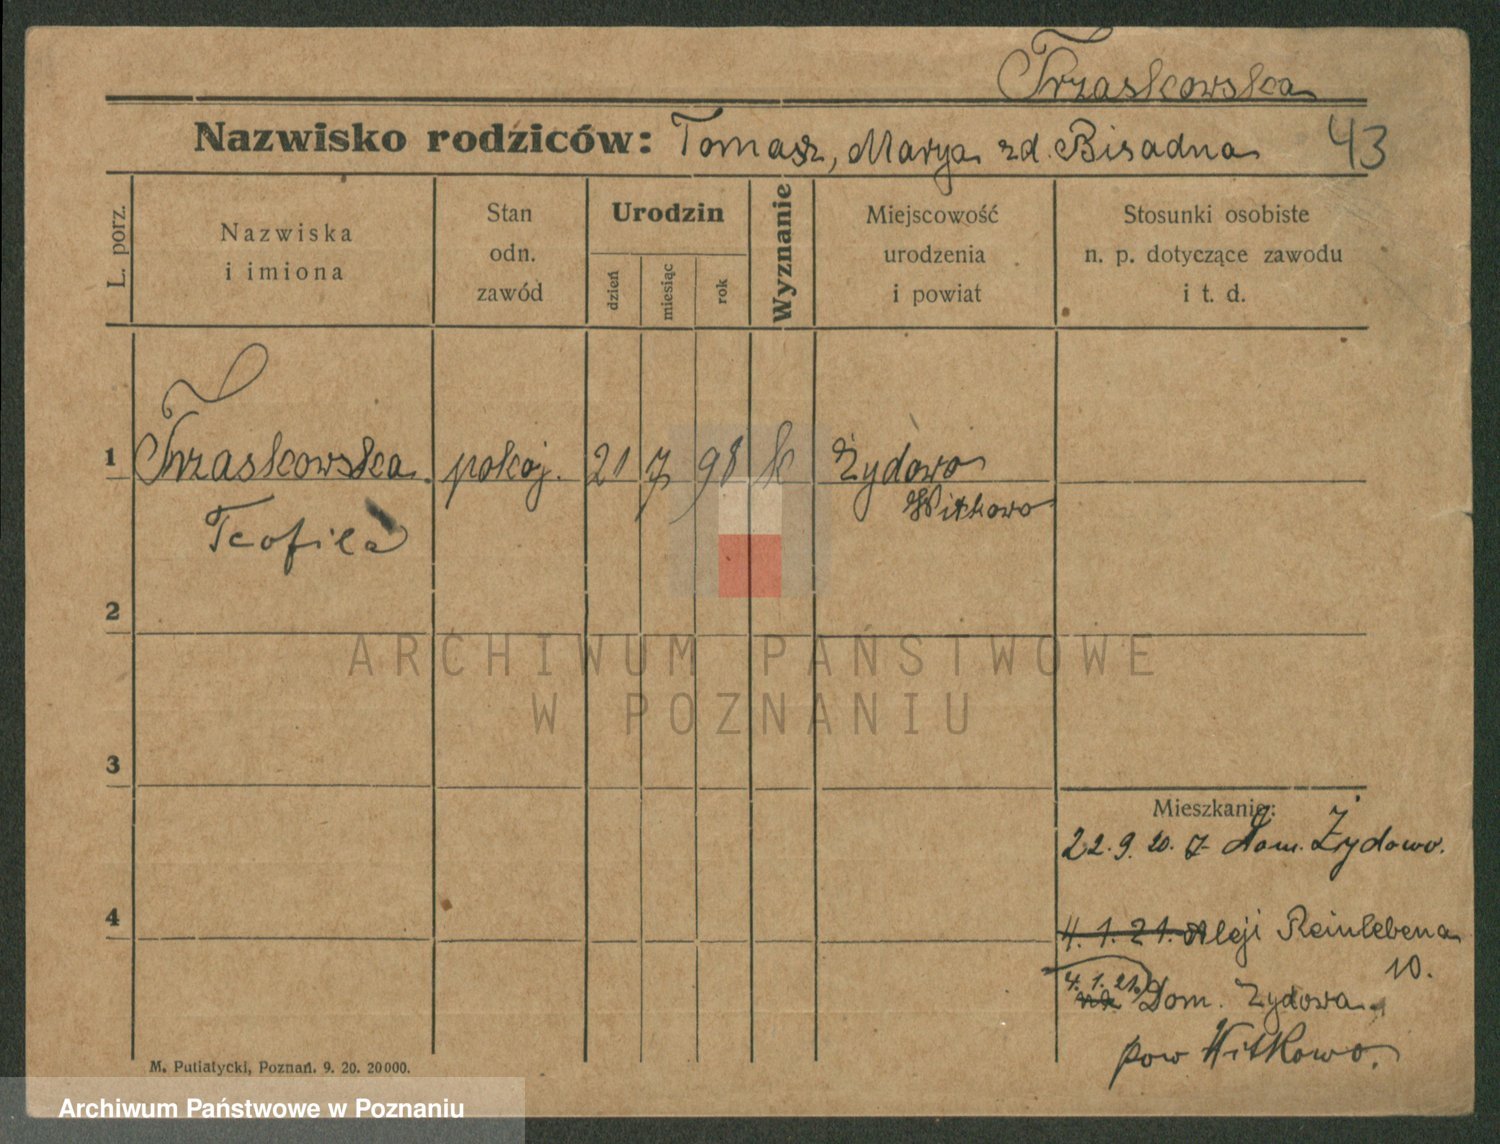 Trzaskowska
Nazwisko rodziców: Tomasz, Marya zd. Bisadna 43
L. porz.
Nazwiska
i imiona
Stan
odn.
zawód
Urodzin
dzień
miesiąc
rok
Wyznanie
Miejscowość
urodzenia
i powiat
Stosunki osobiste
n. p. dotyczące zawodu
i t. d.
1 Trzaskowska pokoj. 21 7 98 k Żydowo
Witkowo
Teofila
2
ARCHIWUM PAŃSTWOWE
W POZNANIU
3
Mieszkanie:
22. 9. 20. z dom. Żydowo.
4
4. 1. 21. Aleji Reinlebena
10.
4. 1. 21. Dom. Żydowa
pow Witkowo.
M. Putiatycki, Poznań. 9. 20. 20000.
Archiwum Państwowe w Poznaniu